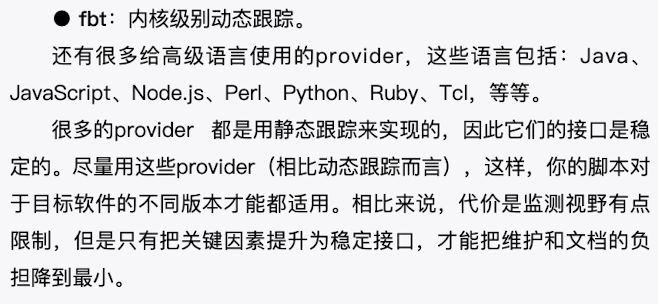 ● fbt：内核级别动态跟踪。
还有很多给高级语言使用的provider，这些语言包括：Java、
JavaScript、Node.js、Perl、Python、Ruby、Tcl，等等。
很多的provider 都是用静态跟踪来实现的，因此它们的接口是稳
定的。尽量用这些provider（相比动态跟踪而言），这样，你的脚本对
于目标软件的不同版本才能都适用。相比来说，代价是监测视野有点
限制，但是只有把关键因素提升为稳定接口，才能把维护和文档的负
担降到最小。